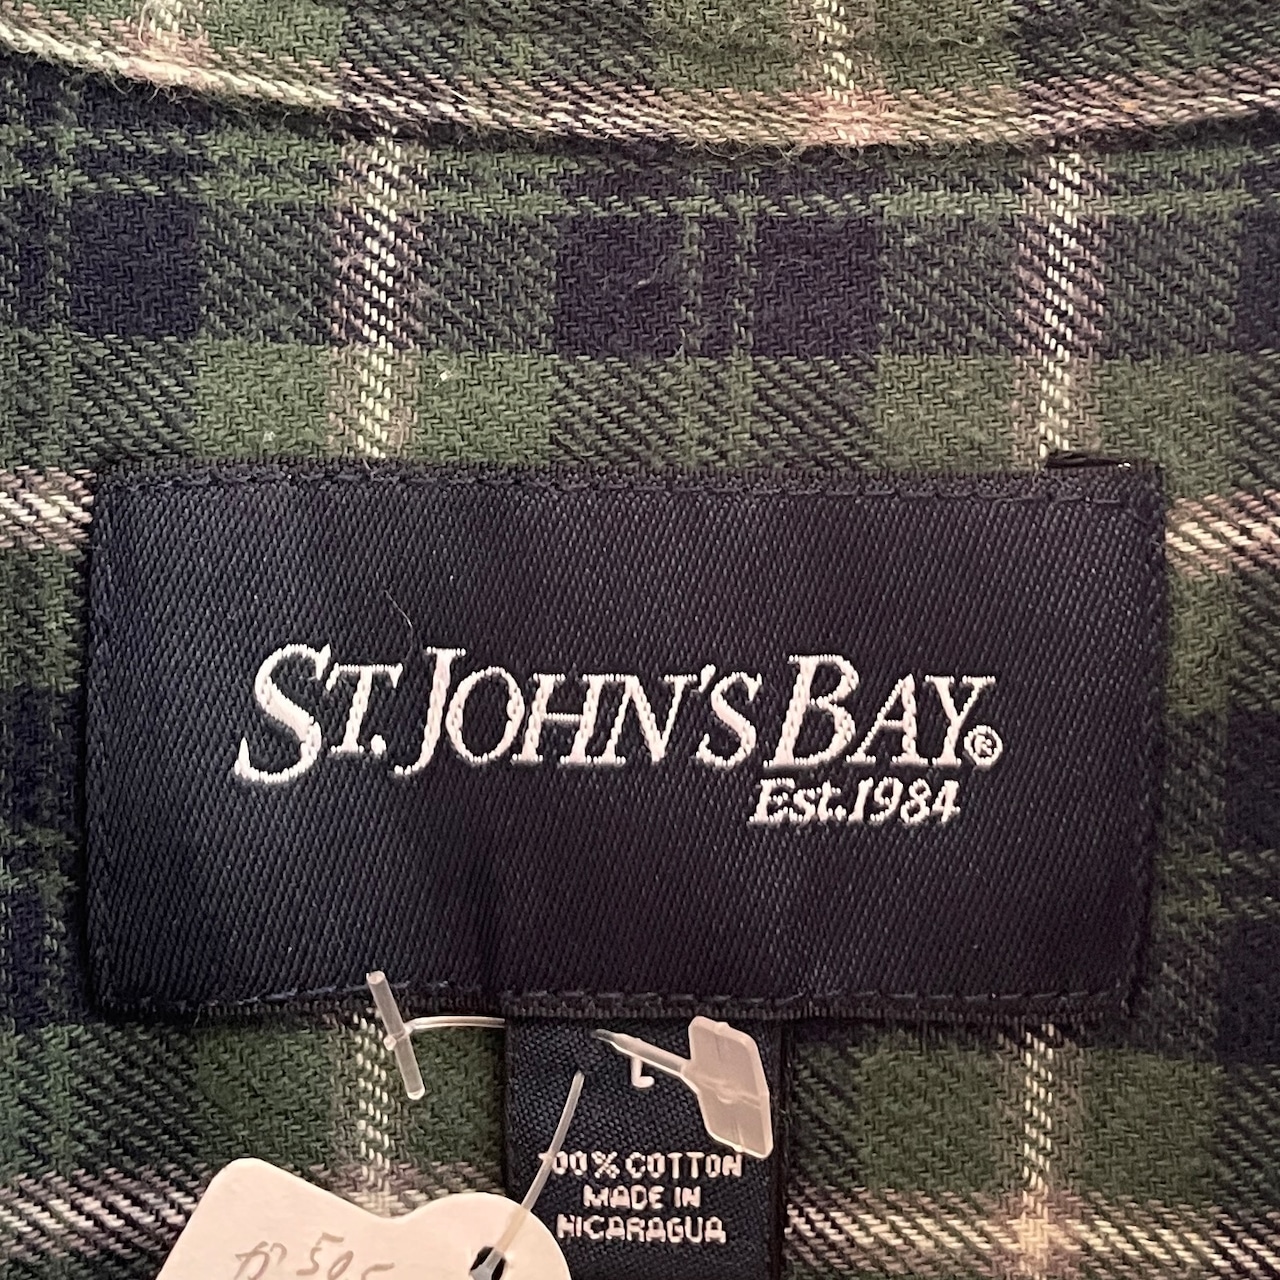 ST. JOHN'S BAY®
Est. 1984
L
100% COTTON
MADE IN
NICARAGUA